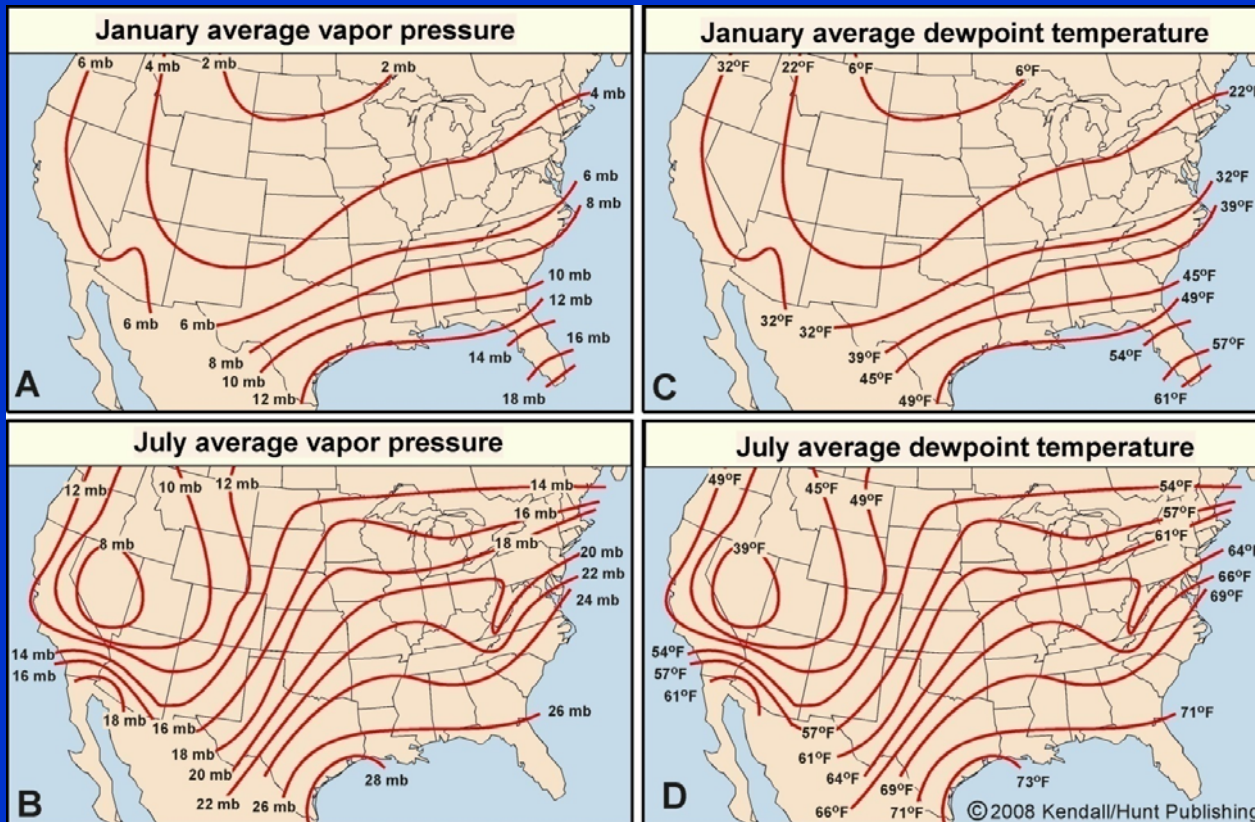 January average vapor pressure
6 mb
4 mb
2 mb
2 mb
4 mb
6 mb
8 mb
10 mb
12 mb
16 mb
14 mb
18 mb
6 mb
6 mb
8 mb
10 mb
12 mb
A
January average dewpoint temperature
32°F
22°F
6°F
6°F
22°F
32°F
39°F
45°F
49°F
57°F
54°F
61°F
32°F
32°F
39°F
45°F
49°F
C
July average vapor pressure
12 mb
10 mb
12 mb
14 mb
16 mb
18 mb
8 mb
20 mb
22 mb
24 mb
14 mb
16 mb
18 mb
16 mb
18 mb
20 mb
22 mb
26 mb
26 mb
28 mb
B
July average dewpoint temperature
49°F
45°F
49°F
54°F
57°F
61°F
39°F
64°F
66°F
69°F
54°F
57°F
61°F
57°F
61°F
64°F
66°F
69°F
71°F
71°F
73°F
D
©2008 Kendall/Hunt Publishing